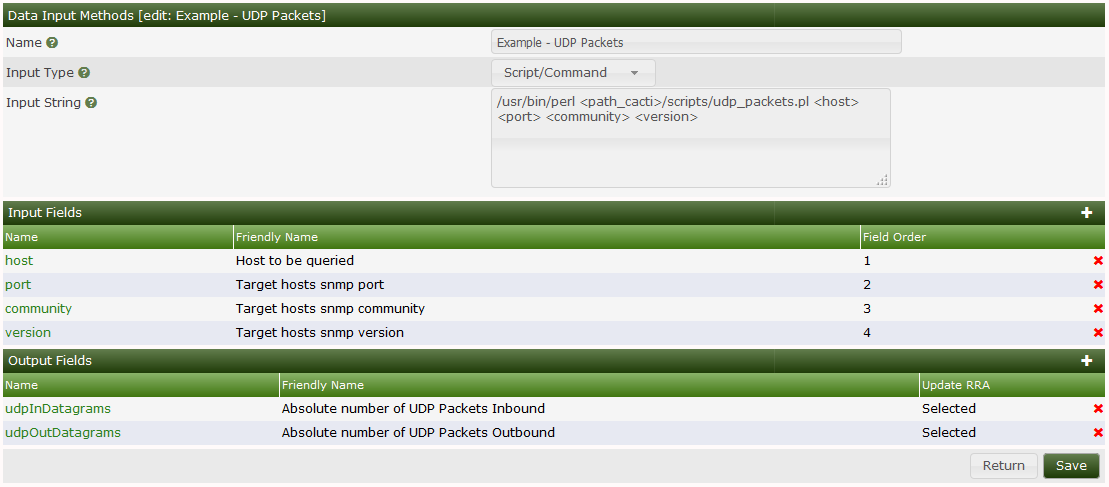 Data Input Methods [edit: Example - UDP Packets]
Name Example - UDP Packets
Input Type Script/Command
Input String /usr/bin/perl <path_cacti>/scripts/udp_packets.pl <host>
<port> <community> <version>
Input Fields
Name Friendly Name Field Order
host Host to be queried 1
port Target hosts snmp port 2
community Target hosts snmp community 3
version Target hosts snmp version 4
Output Fields
Name Friendly Name Update RRA
udpInDatagrams Absolute number of UDP Packets Inbound Selected
udpOutDatagrams Absolute number of UDP Packets Outbound Selected
Return Save